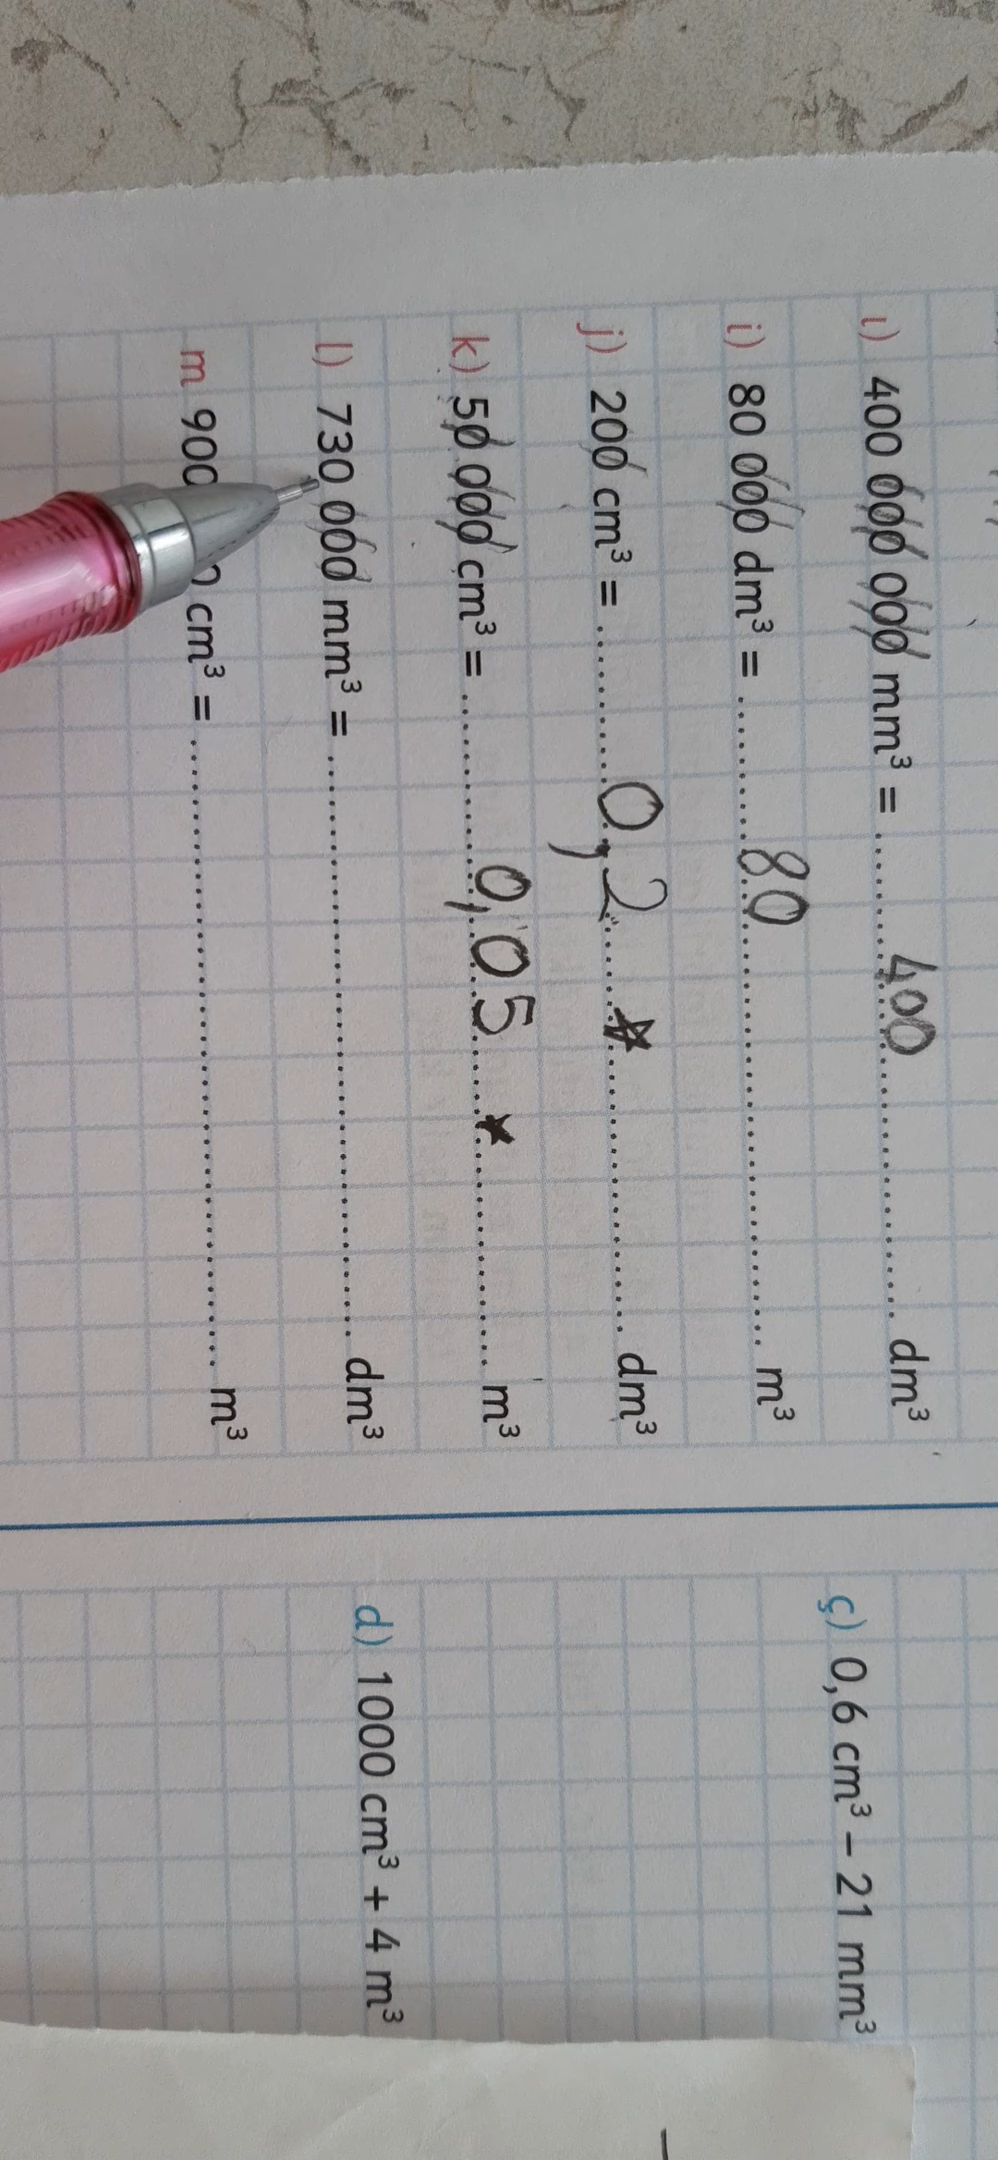 ı) 400 000 000 mm³ = ..........400.......... dm³
i) 80 000 dm³ = ..........80.......... m³
j) 200 cm³ = ..........0,2.......... dm³
k) 50 000 cm³ = ..........0,05.......... m³
l) 730 000 mm³ = .................... dm³
m 900 cm³ = .................... m³
ç) 0,6 cm³ – 21 mm³
d) 1000 cm³ + 4 m³